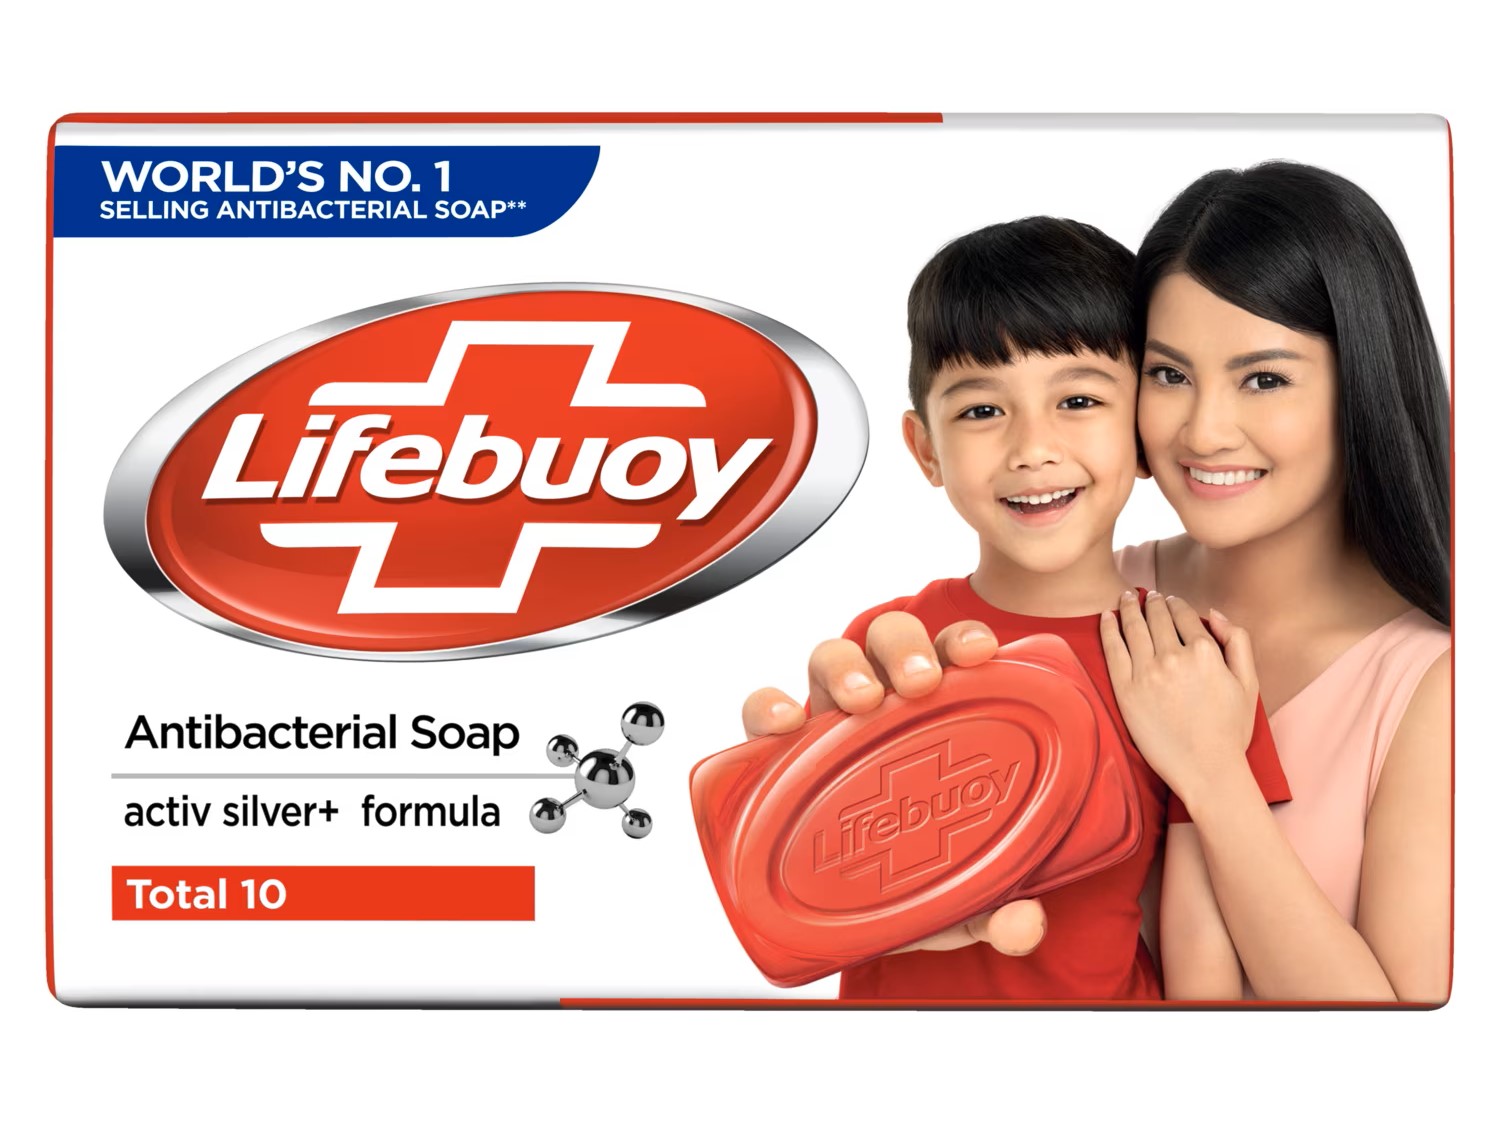 WORLD'S NO. 1
SELLING ANTIBACTERIAL SOAP**
Lifebuoy
Antibacterial Soap
activ silver+ formula
Total 10
Lifebuoy